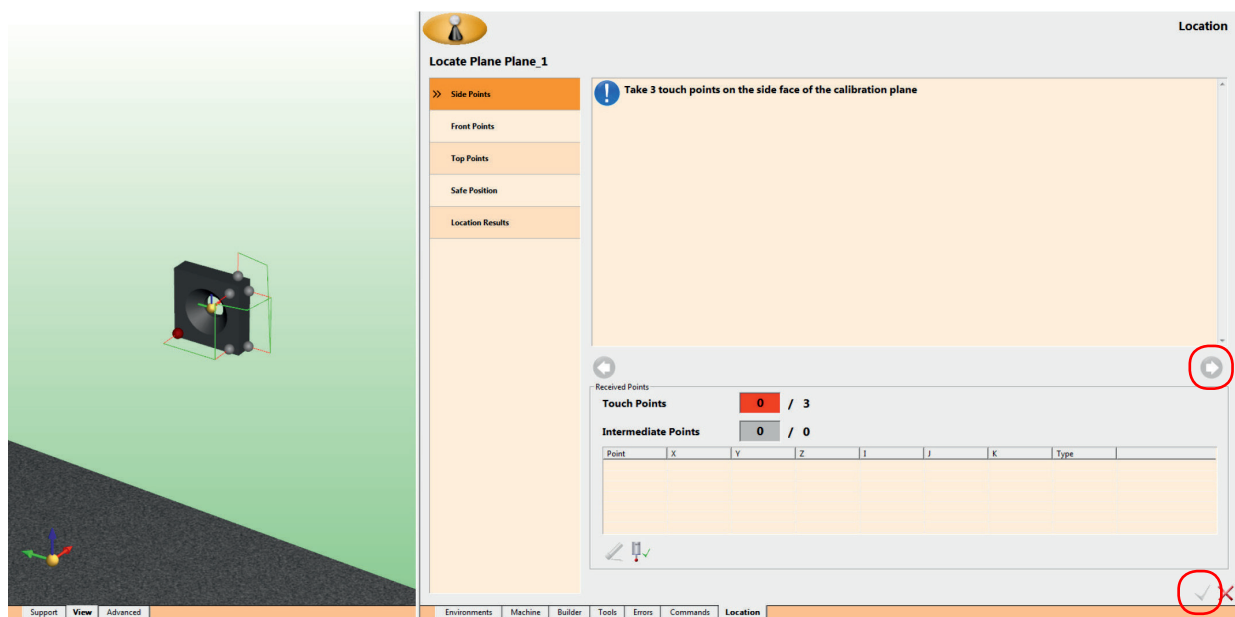 Location
Locate Plane Plane_1
Side Points
Front Points
Top Points
Safe Position
Location Results
Take 3 touch points on the side face of the calibration plane
Received Points
Touch Points 0 / 3
Intermediate Points 0 / 0
Point X Y Z I J K Type
Support View Advanced
Environments Machine Builder Tools Errors Commands Location